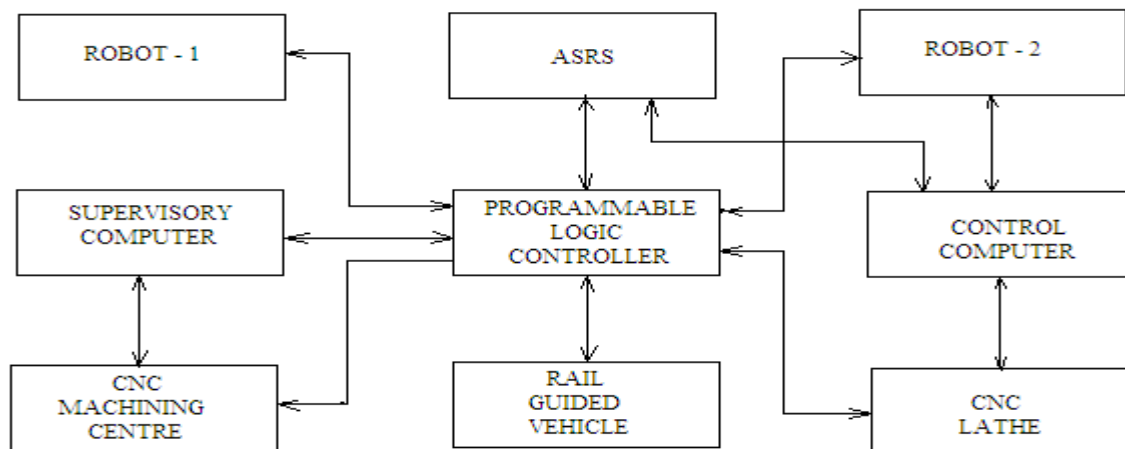 ROBOT - 1
ASRS
ROBOT - 2
SUPERVISORY
COMPUTER
PROGRAMMABLE
LOGIC
CONTROLLER
CONTROL
COMPUTER
CNC
MACHINING
CENTRE
RAIL
GUIDED
VEHICLE
CNC
LATHE